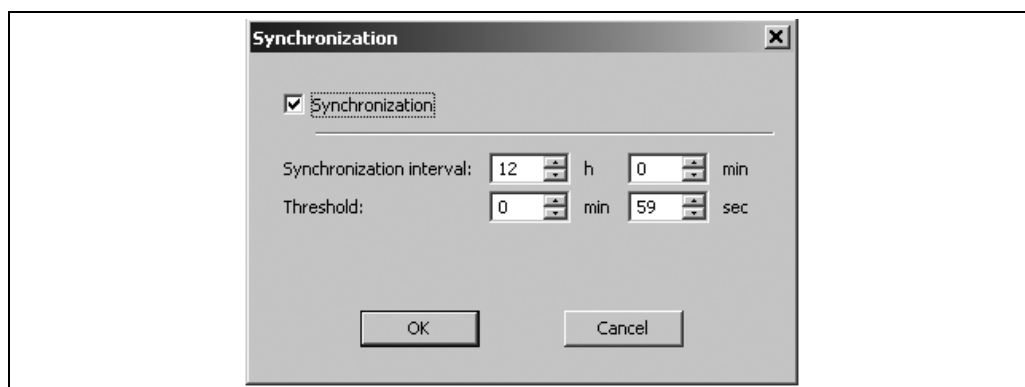 Synchronization
Synchronization
Synchronization interval: 12 h 0 min
Threshold: 0 min 59 sec
OK Cancel